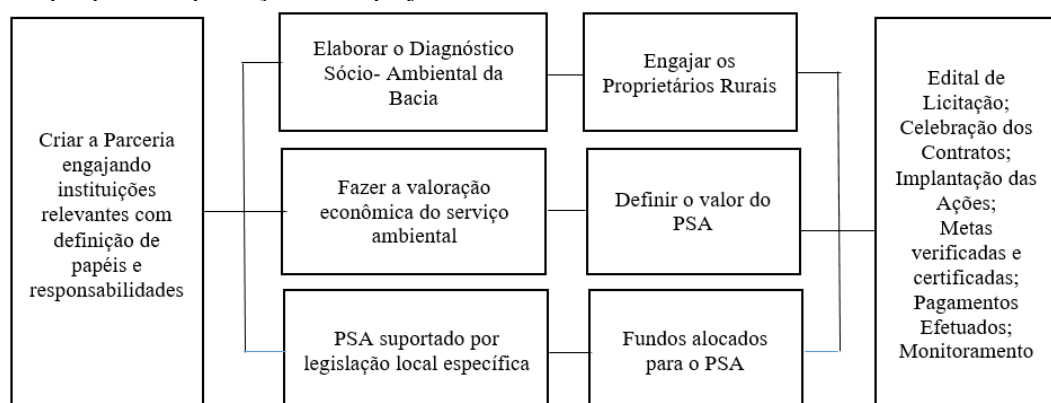 Criar a Parceria
engajando
instituições
relevantes com
definição de
papéis e
responsabilidades
Elaborar o Diagnóstico
Sócio- Ambiental da
Bacia
Engajar os
Proprietários Rurais
Fazer a valoração
econômica do serviço
ambiental
Definir o valor do
PSA
PSA suportado por
legislação local específica
Fundos alocados
para o PSA
Edital de
Licitação;
Celebração dos
Contratos;
Implantação das
Ações;
Metas
verificadas e
certificadas;
Pagamentos
Efetuados;
Monitoramento